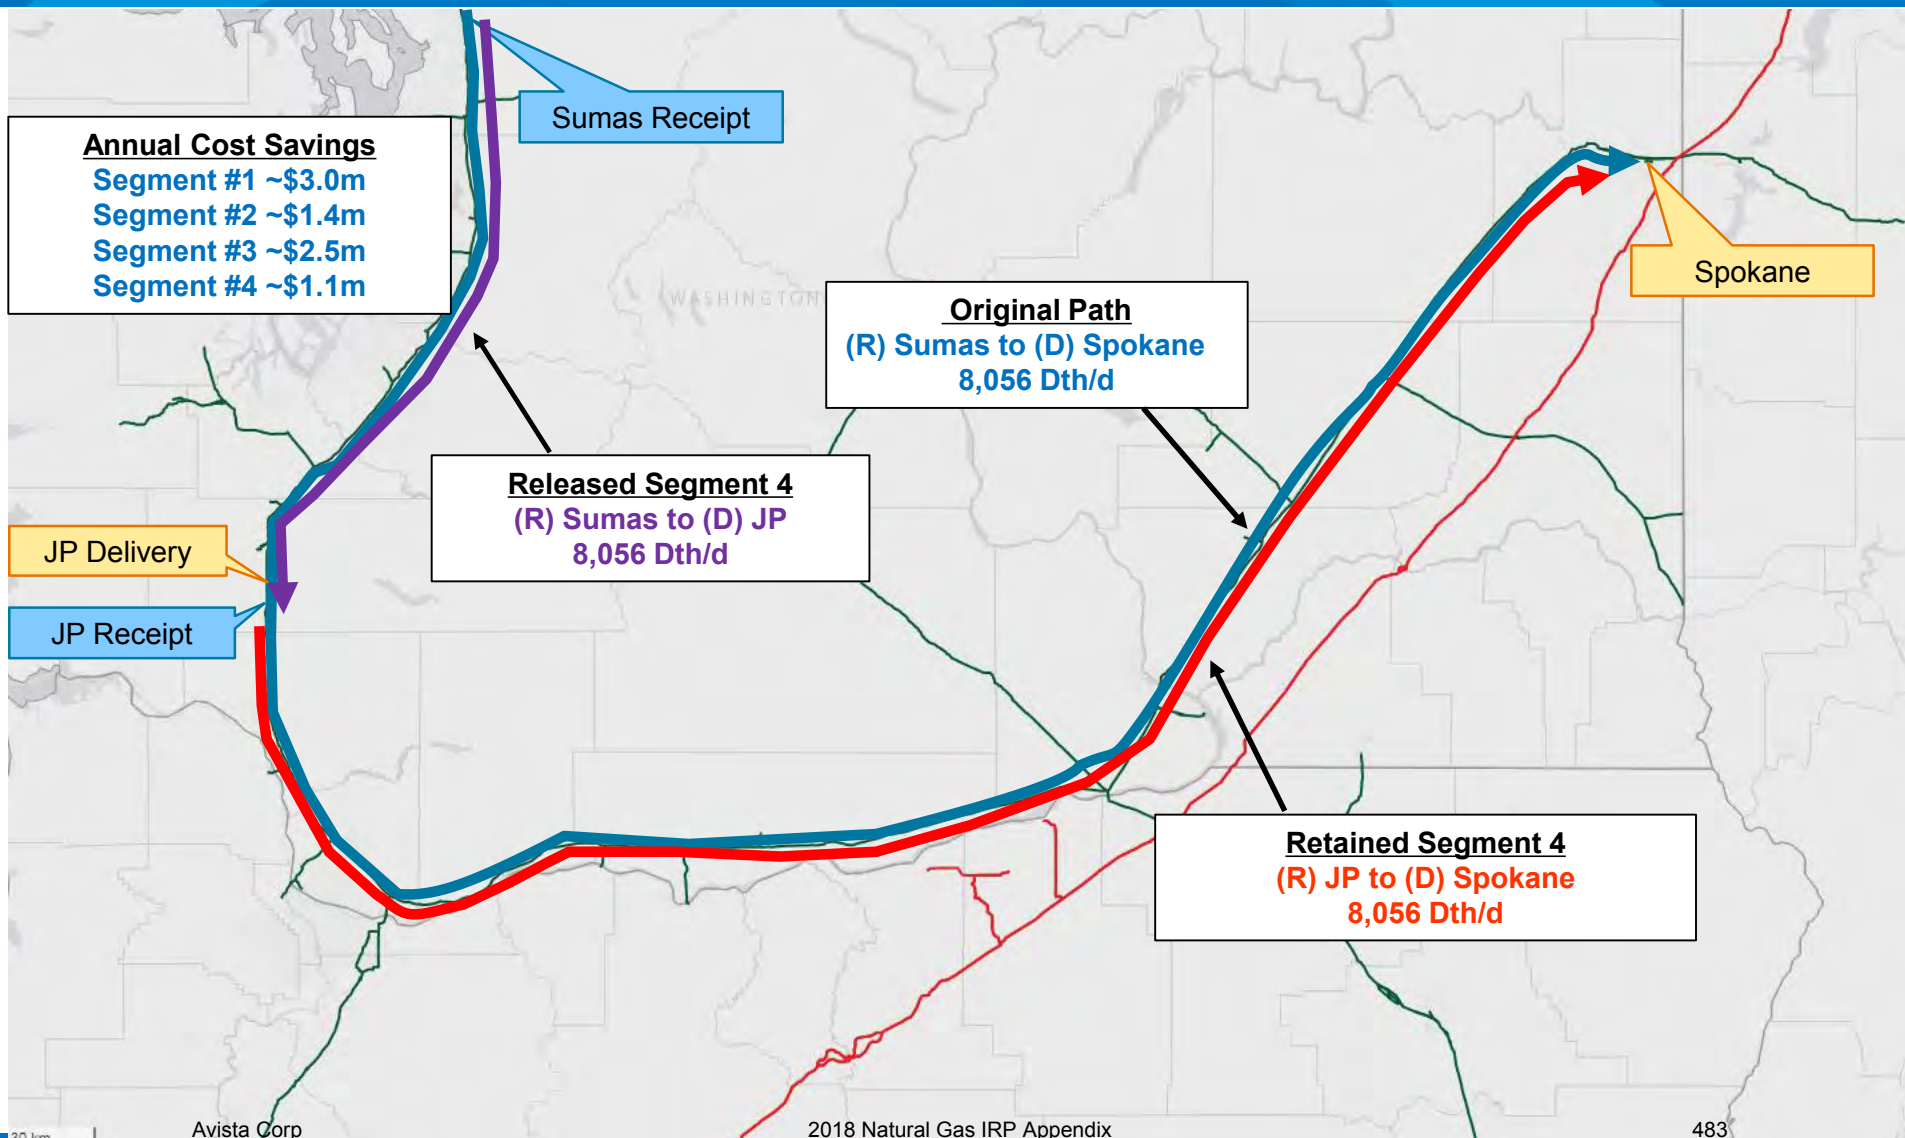 Sumas Receipt
Annual Cost Savings
Segment #1 ~$3.0m
Segment #2 ~$1.4m
Segment #3 ~$2.5m
Segment #4 ~$1.1m
Spokane
WASHINGTON
Original Path
(R) Sumas to (D) Spokane
8,056 Dth/d
Released Segment 4
(R) Sumas to (D) JP
8,056 Dth/d
JP Delivery
JP Receipt
Retained Segment 4
(R) JP to (D) Spokane
8,056 Dth/d
30 km
Avista Corp
2018 Natural Gas IRP Appendix
483